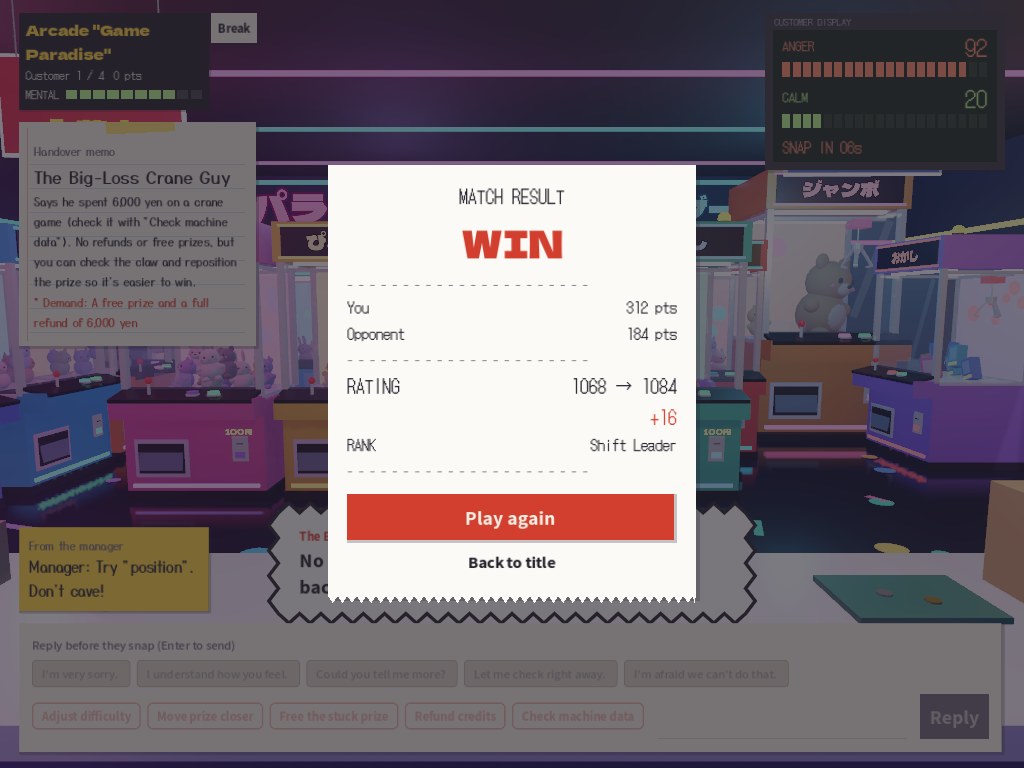 Arcade "Game
Paradise"
Customer 1 / 4 0 pts
MENTAL
Break
CUSTOMER DISPLAY
ANGER 92
CALM 20
SNAP IN 06s
Handover memo
The Big-Loss Crane Guy
Says he spent 6,000 yen on a crane
game (check it with "Check machine
data"). No refunds or free prizes, but
you can check the claw and reposition
the prize so it's easier to win.
* Demand: A free prize and a full
refund of 6,000 yen
パラ
ジャンボ
おかし
MATCH RESULT
WIN
You 312 pts
Opponent 184 pts
RATING 1068 → 1084
+16
RANK Shift Leader
Play again
Back to title
100円
100円
From the manager
Manager: Try "position".
Don't cave!
The
No
Reply before they snap (Enter to send)
I'm very sorry.
I understand how you feel.
Could you tell me more?
Let me check right away.
I'm afraid we can't do that.
Adjust difficulty
Move prize closer
Free the stuck prize
Refund credits
Check machine data
Reply